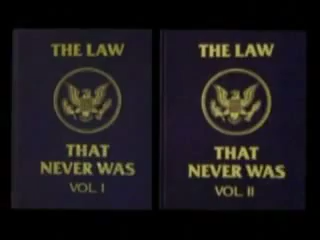 THE LAW
THAT
NEVER WAS
VOL. I
THE LAW
THAT
NEVER WAS
VOL. II